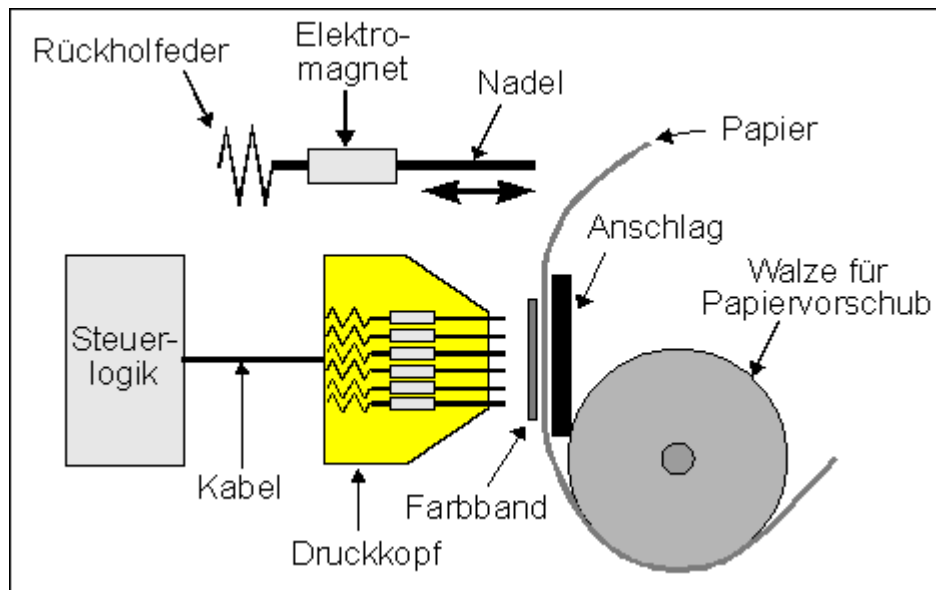 Rückholfeder
Elektro-
magnet
Nadel
Papier
Anschlag
Walze für
Papiervorschub
Steuer-
logik
Kabel
Druckkopf
Farbband